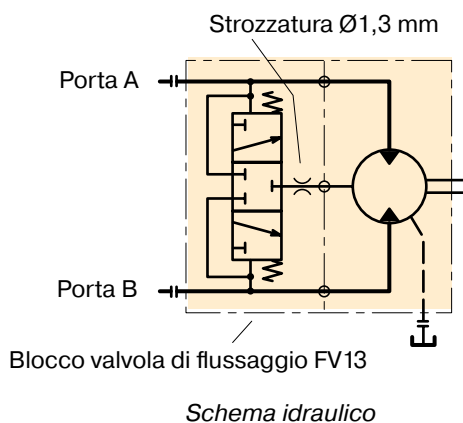 Strozzatura Ø1,3 mm
Porta A
Porta B
Blocco valvola di flussaggio FV13
Schema idraulico